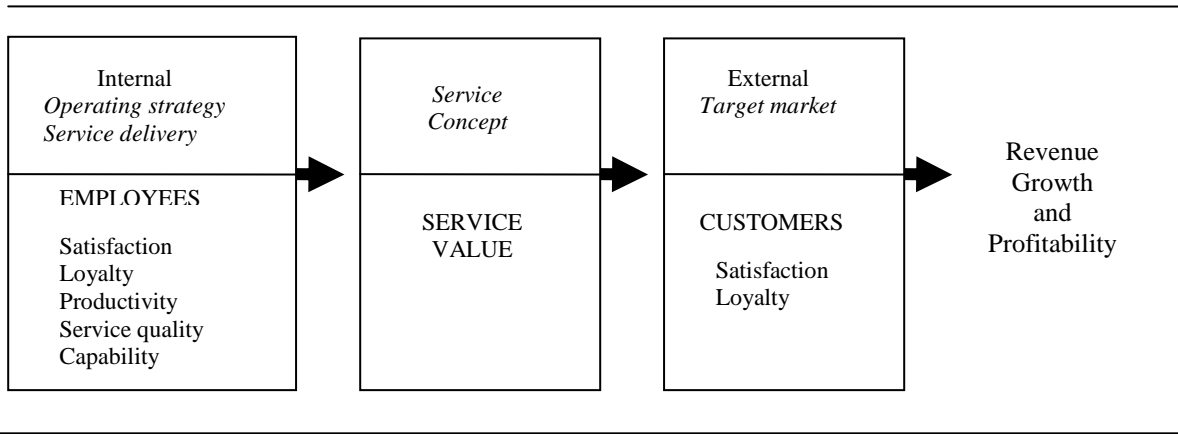 Internal
Operating strategy
Service delivery
EMPLOYEES
Satisfaction
Loyalty
Productivity
Service quality
Capability
Service
Concept
SERVICE
VALUE
External
Target market
CUSTOMERS
Satisfaction
Loyalty
Revenue
Growth
and
Profitability